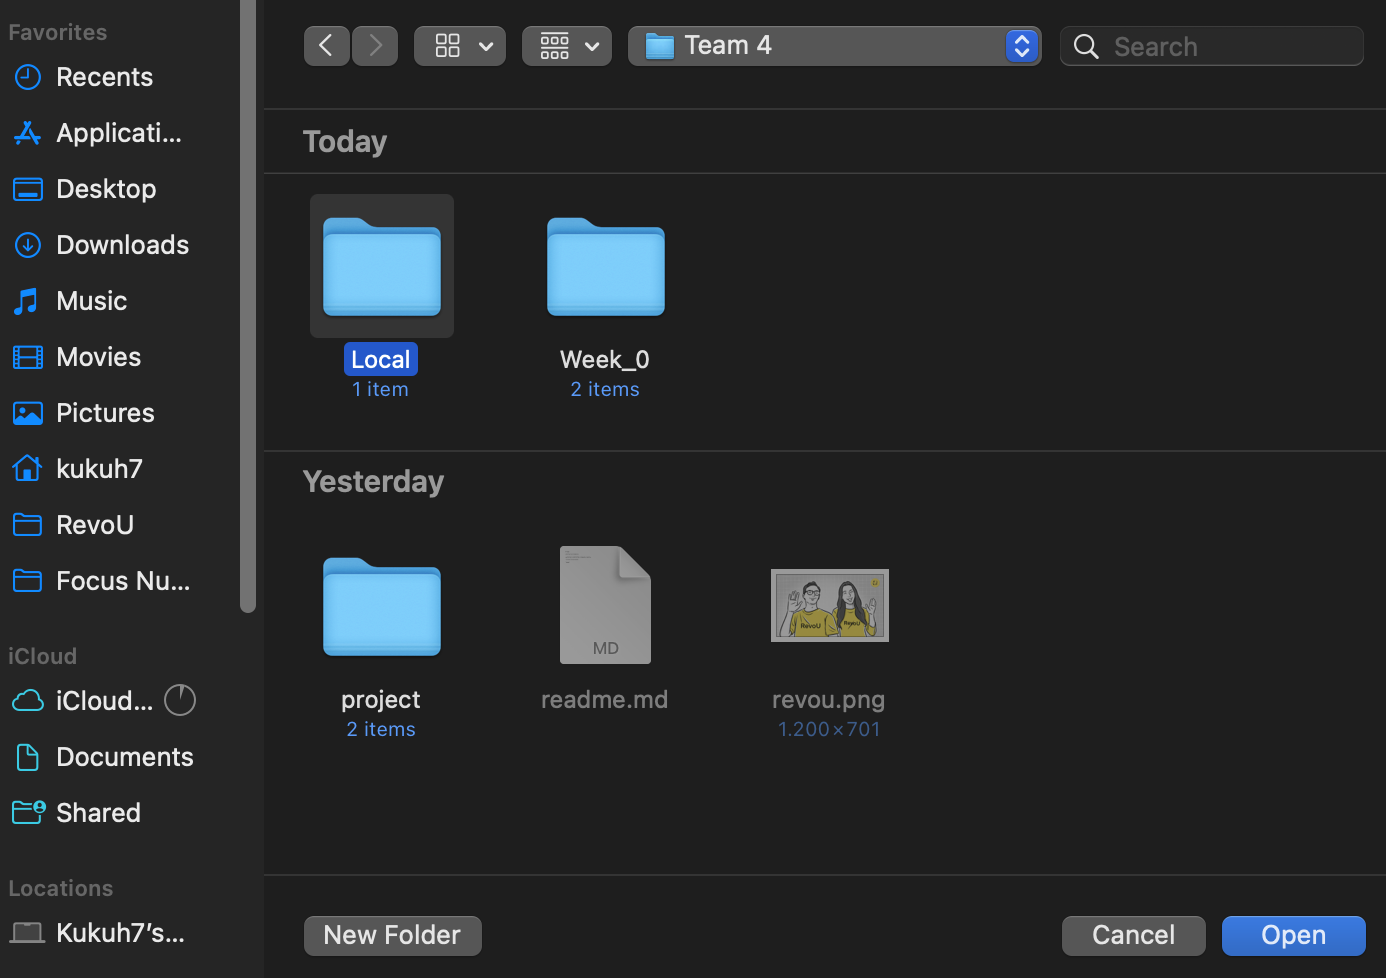 Favorites
Recents
Applicati...
Desktop
Downloads
Music
Movies
Pictures
kukuh7
RevoU
Focus Nu...
iCloud
iCloud...
Documents
Shared
Locations
Kukuh7’s...
Team 4
Search
Today
Local
1 item
Week_0
2 items
Yesterday
project
2 items
MD
readme.md
RevoU
revou.png
1.200×701
New Folder
Cancel
Open